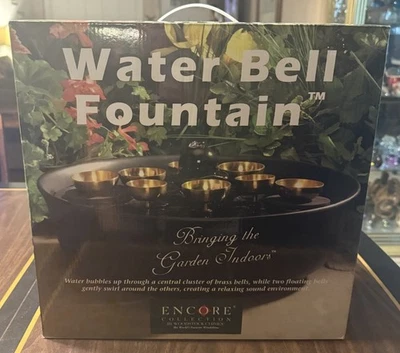 Water Bell
Fountain™
Bringing the
"Garden Indoors"
Water bubbles up through a central cluster of brass bells, while two floating bells
gently swirl around the others, creating a relaxing sound environment.
ENCORE
COLLECTION